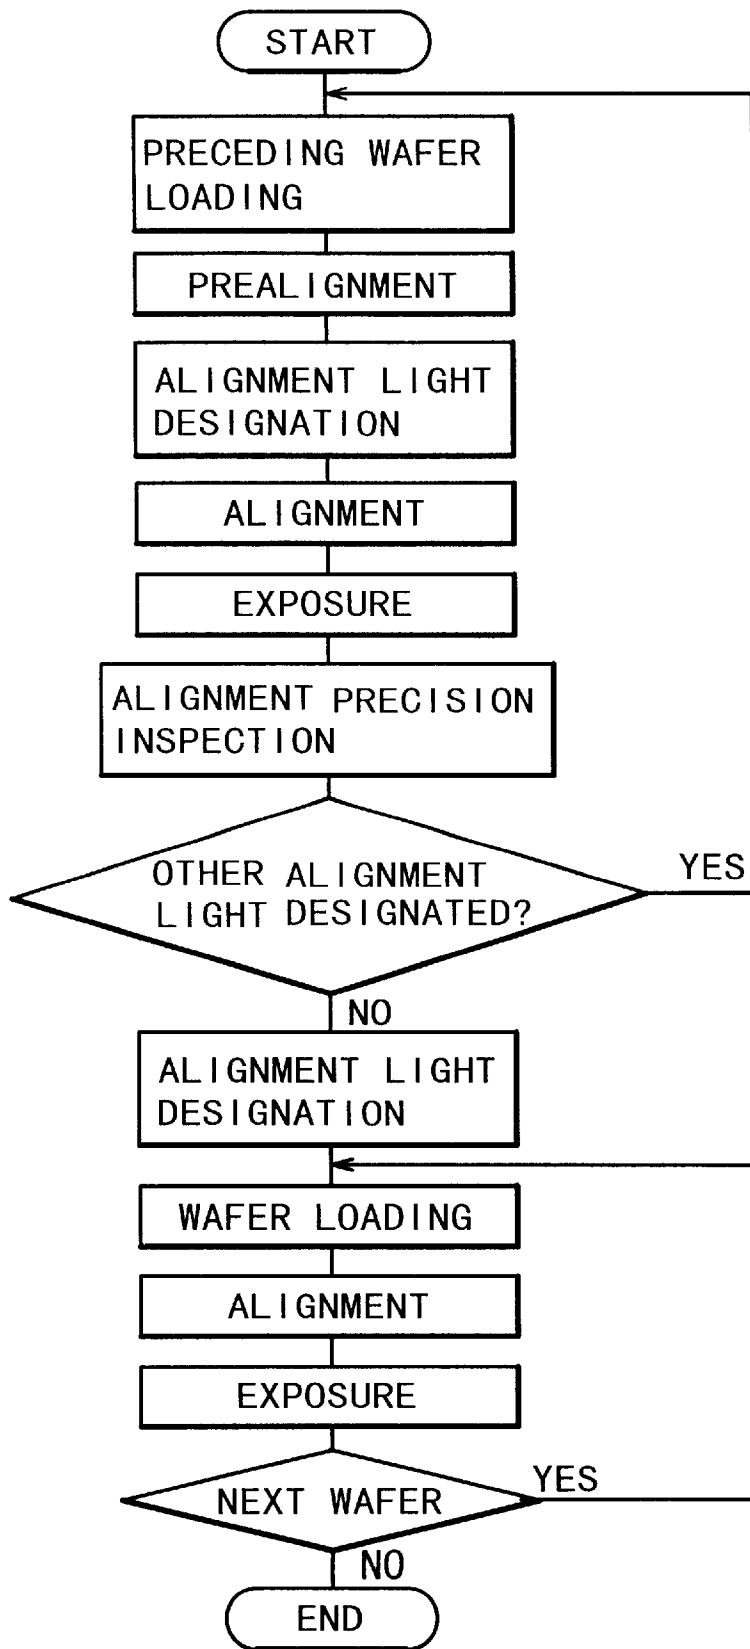 START
PRECEDING WAFER
LOADING
PREALIGNMENT
ALIGNMENT LIGHT
DESIGNATION
ALIGNMENT
EXPOSURE
ALIGNMENT PRECISION
INSPECTION
OTHER ALIGNMENT
LIGHT DESIGNATED?
YES
NO
ALIGNMENT LIGHT
DESIGNATION
WAFER LOADING
ALIGNMENT
EXPOSURE
NEXT WAFER
YES
NO
END